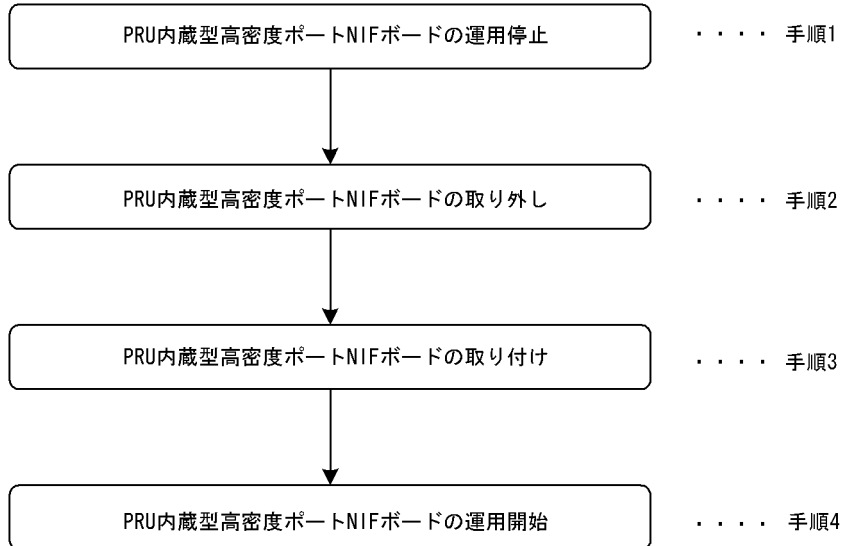 PRU内蔵型高密度ポートNIFボードの運用停止 ・・・・ 手順1
PRU内蔵型高密度ポートNIFボードの取り外し ・・・・ 手順2
PRU内蔵型高密度ポートNIFボードの取り付け ・・・・ 手順3
PRU内蔵型高密度ポートNIFボードの運用開始 ・・・・ 手順4